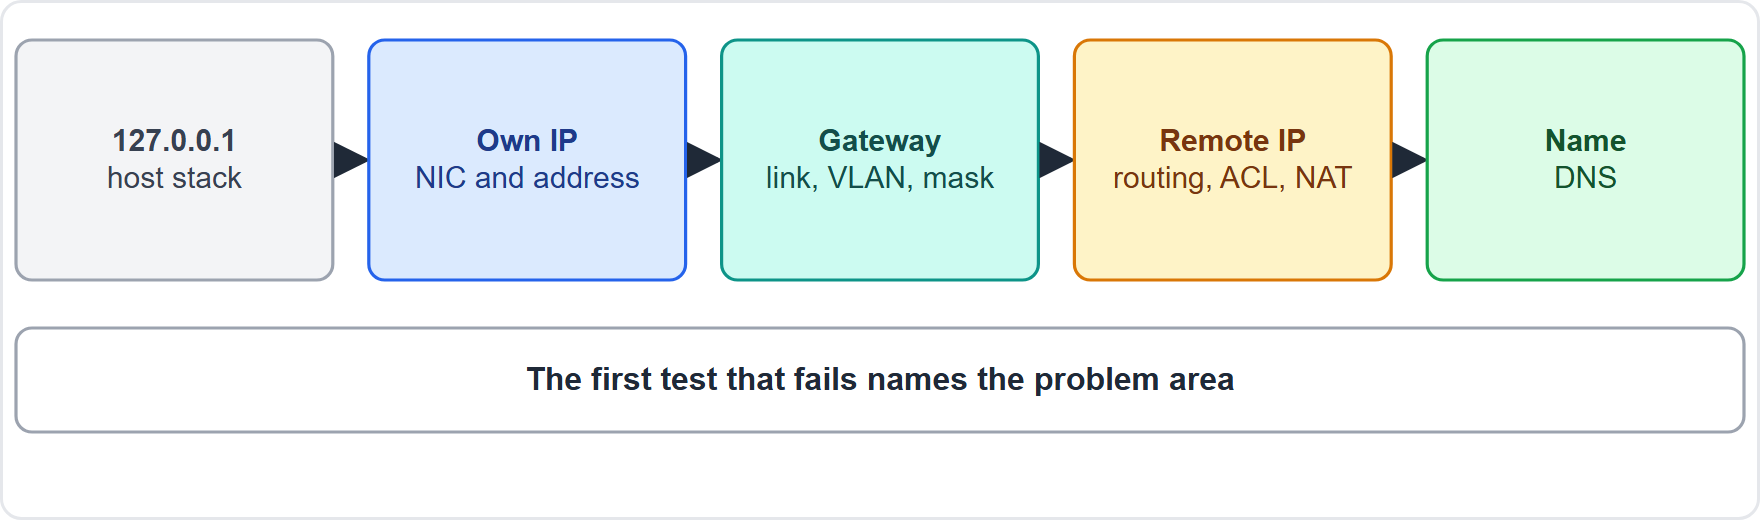 127.0.0.1
host stack
Own IP
NIC and address
Gateway
link, VLAN, mask
Remote IP
routing, ACL, NAT
Name
DNS
The first test that fails names the problem area